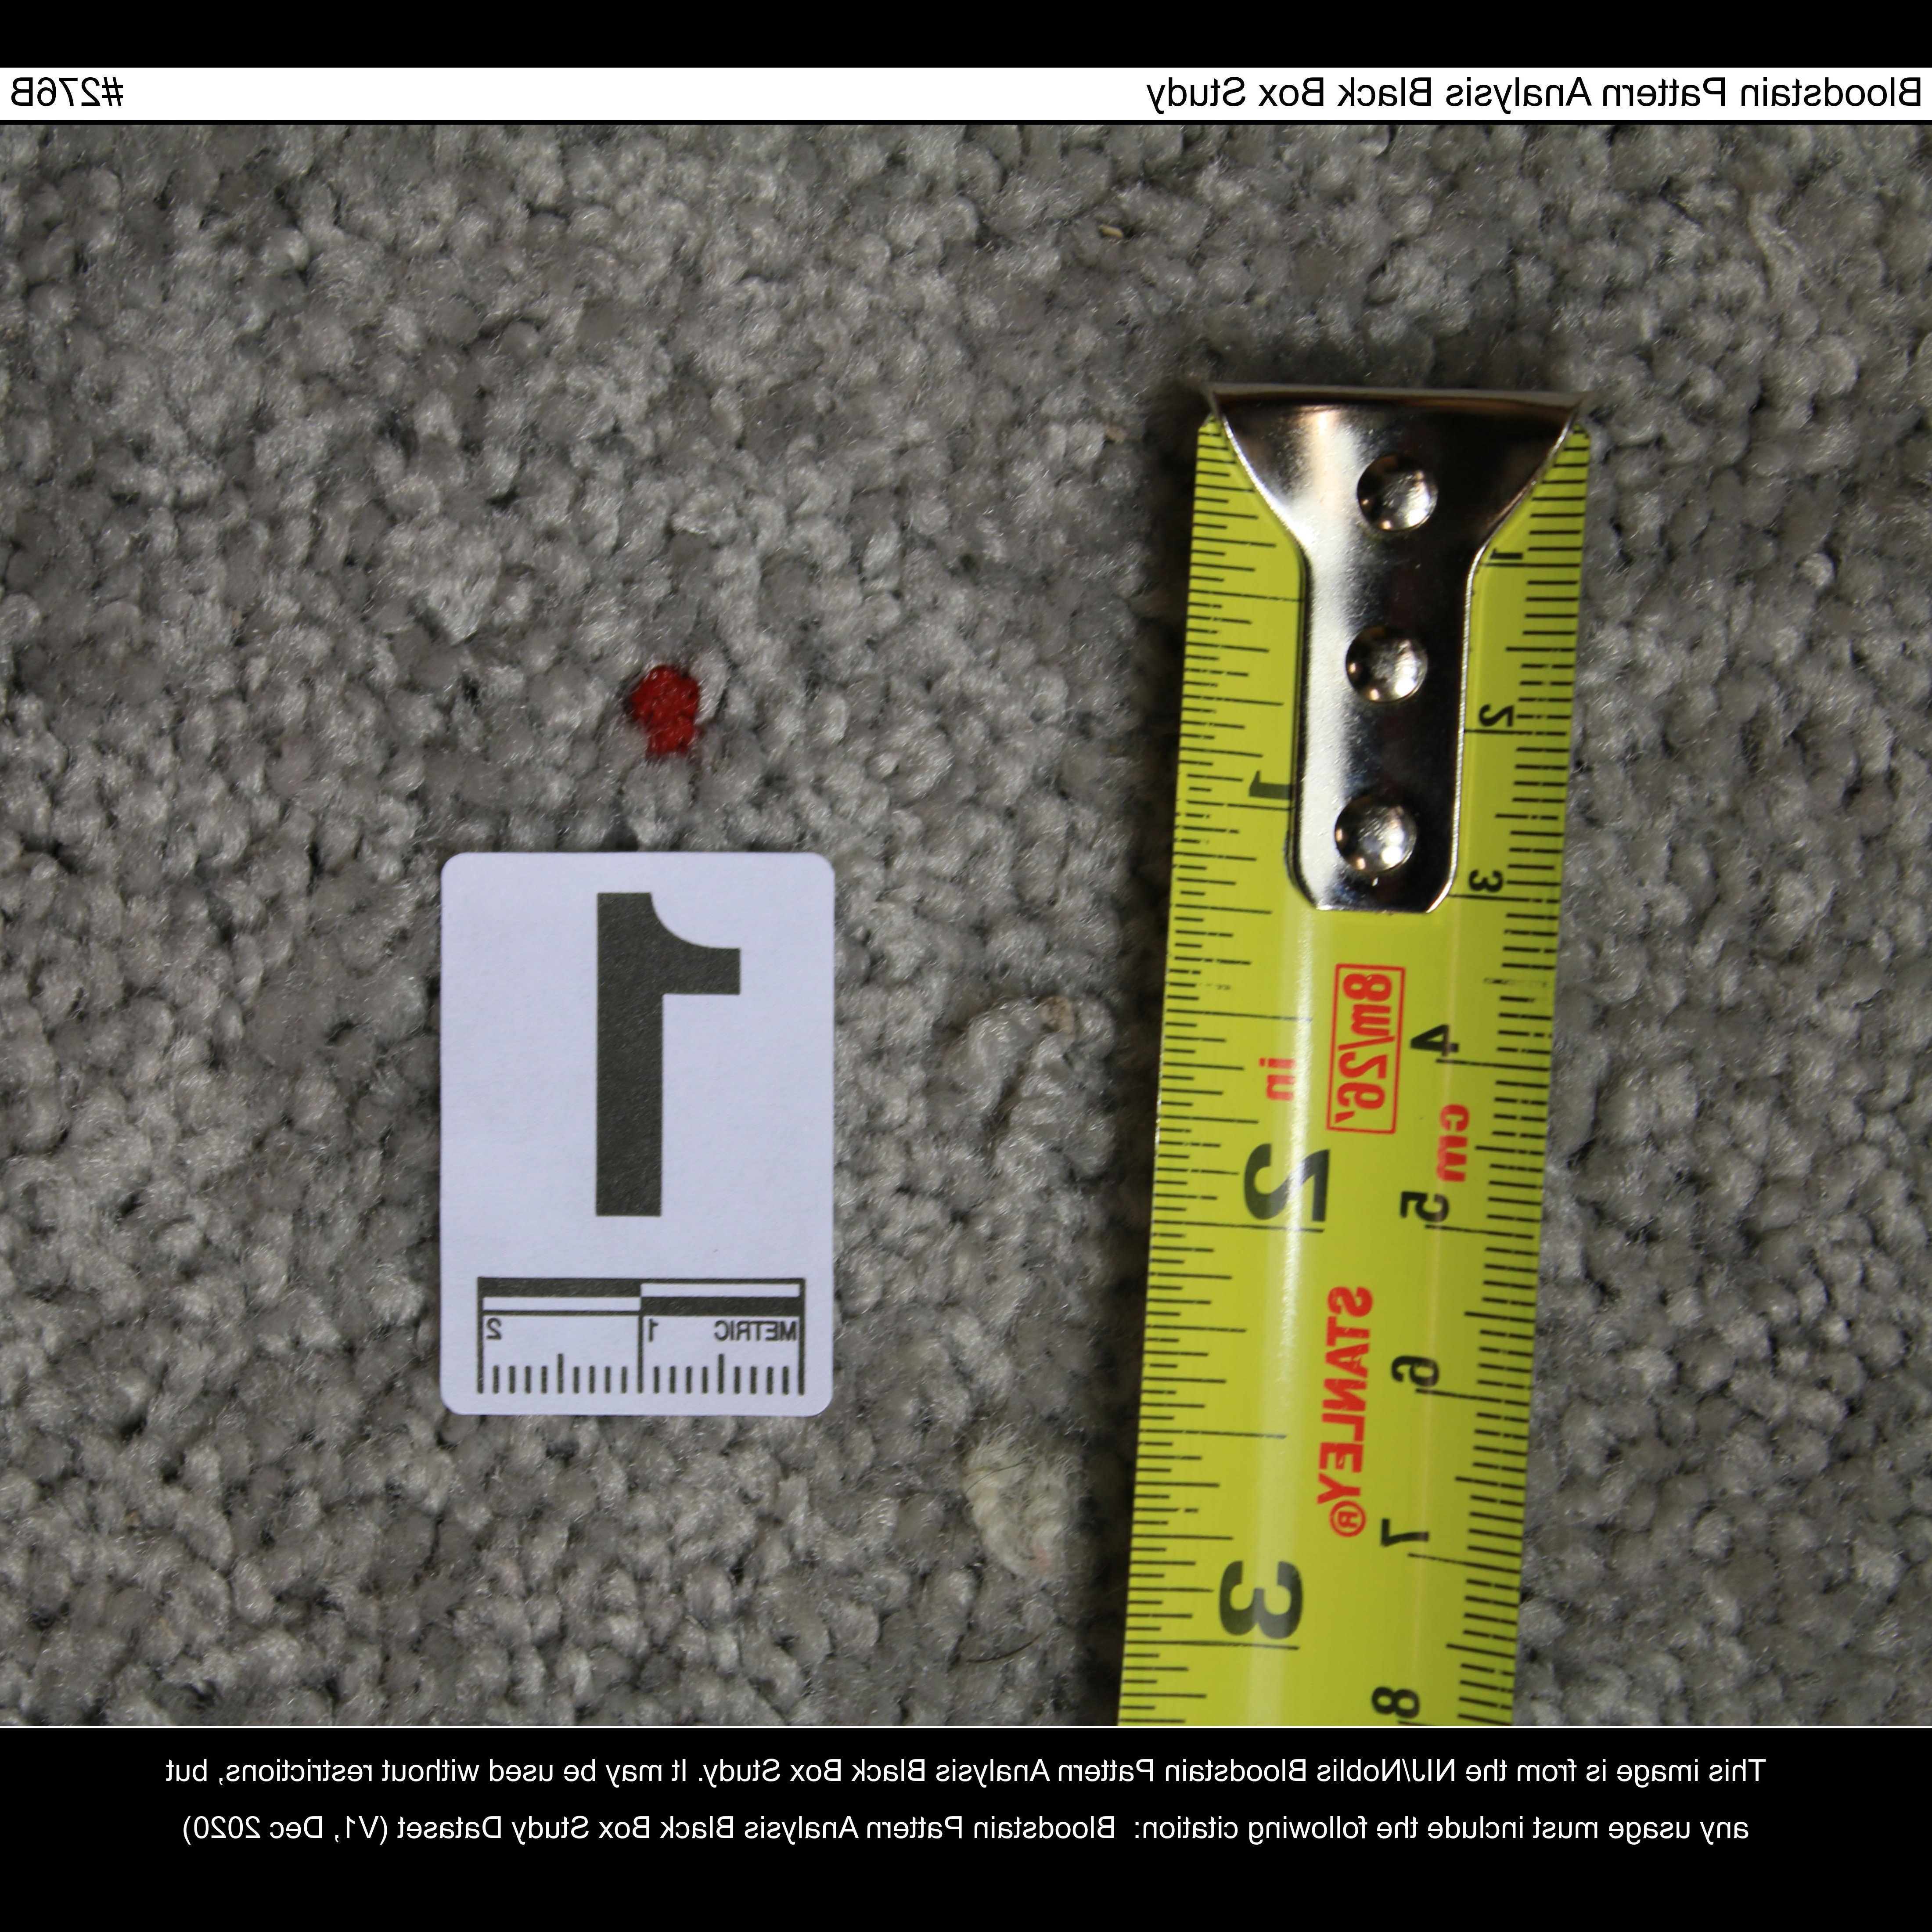 Bloodstain Pattern Analysis Black Box Study
#276B
1
METRIC 1 2
1
2
3
4
5
6
7
8
1
2
3
in
cm
8m/26'
STANLEY®
This image is from the NIJ/Noblis Bloodstain Pattern Analysis Black Box Study. It may be used without restrictions, but
any usage must include the following citation: Bloodstain Pattern Analysis Black Box Study Dataset (V1, Dec 2020)